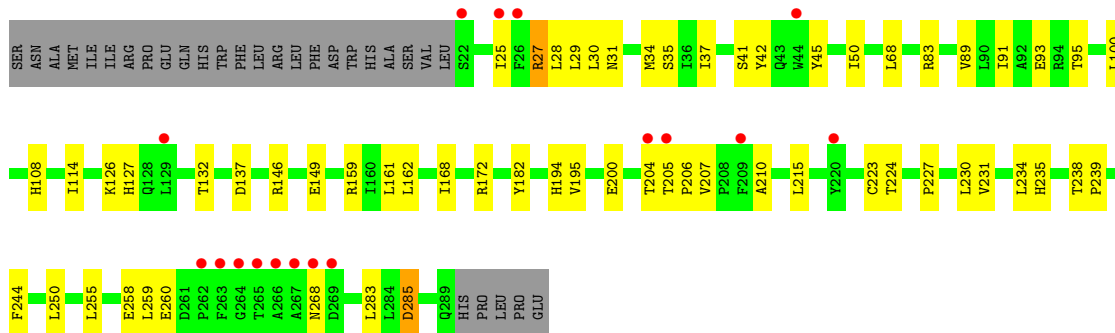 SER ASN ALA MET ILE ILE ARG PRO GLU GLN HIS TRP PHE LEU ARG LEU PHE ASP TRP HIS ALA SER VAL LEU S22 I25 F26 R27 L28 L29 L30 N31 M34 S35 I36 I37 S41 Y42 Q43 W44 Y45 I50 L68 R83 V89 L90 I91 A92 E93 R94 T95
H108 I114 K126 H127 Q128 L129 T132 D137 R146 E149 R159 I160 L161 L162 I168 R172 Y182 H194 V195 E200 T204 T205 P206 V207 P208 F209 A210 L215 Y220 C223 T224 P227 L230 V231 L234 H235 T238 P239
F244 L250 L255 E258 L259 E260 D261 P262 F263 G264 T265 A266 A267 N268 D269 L283 L284 D285 Q289 HIS PRO LEU PRO GLU